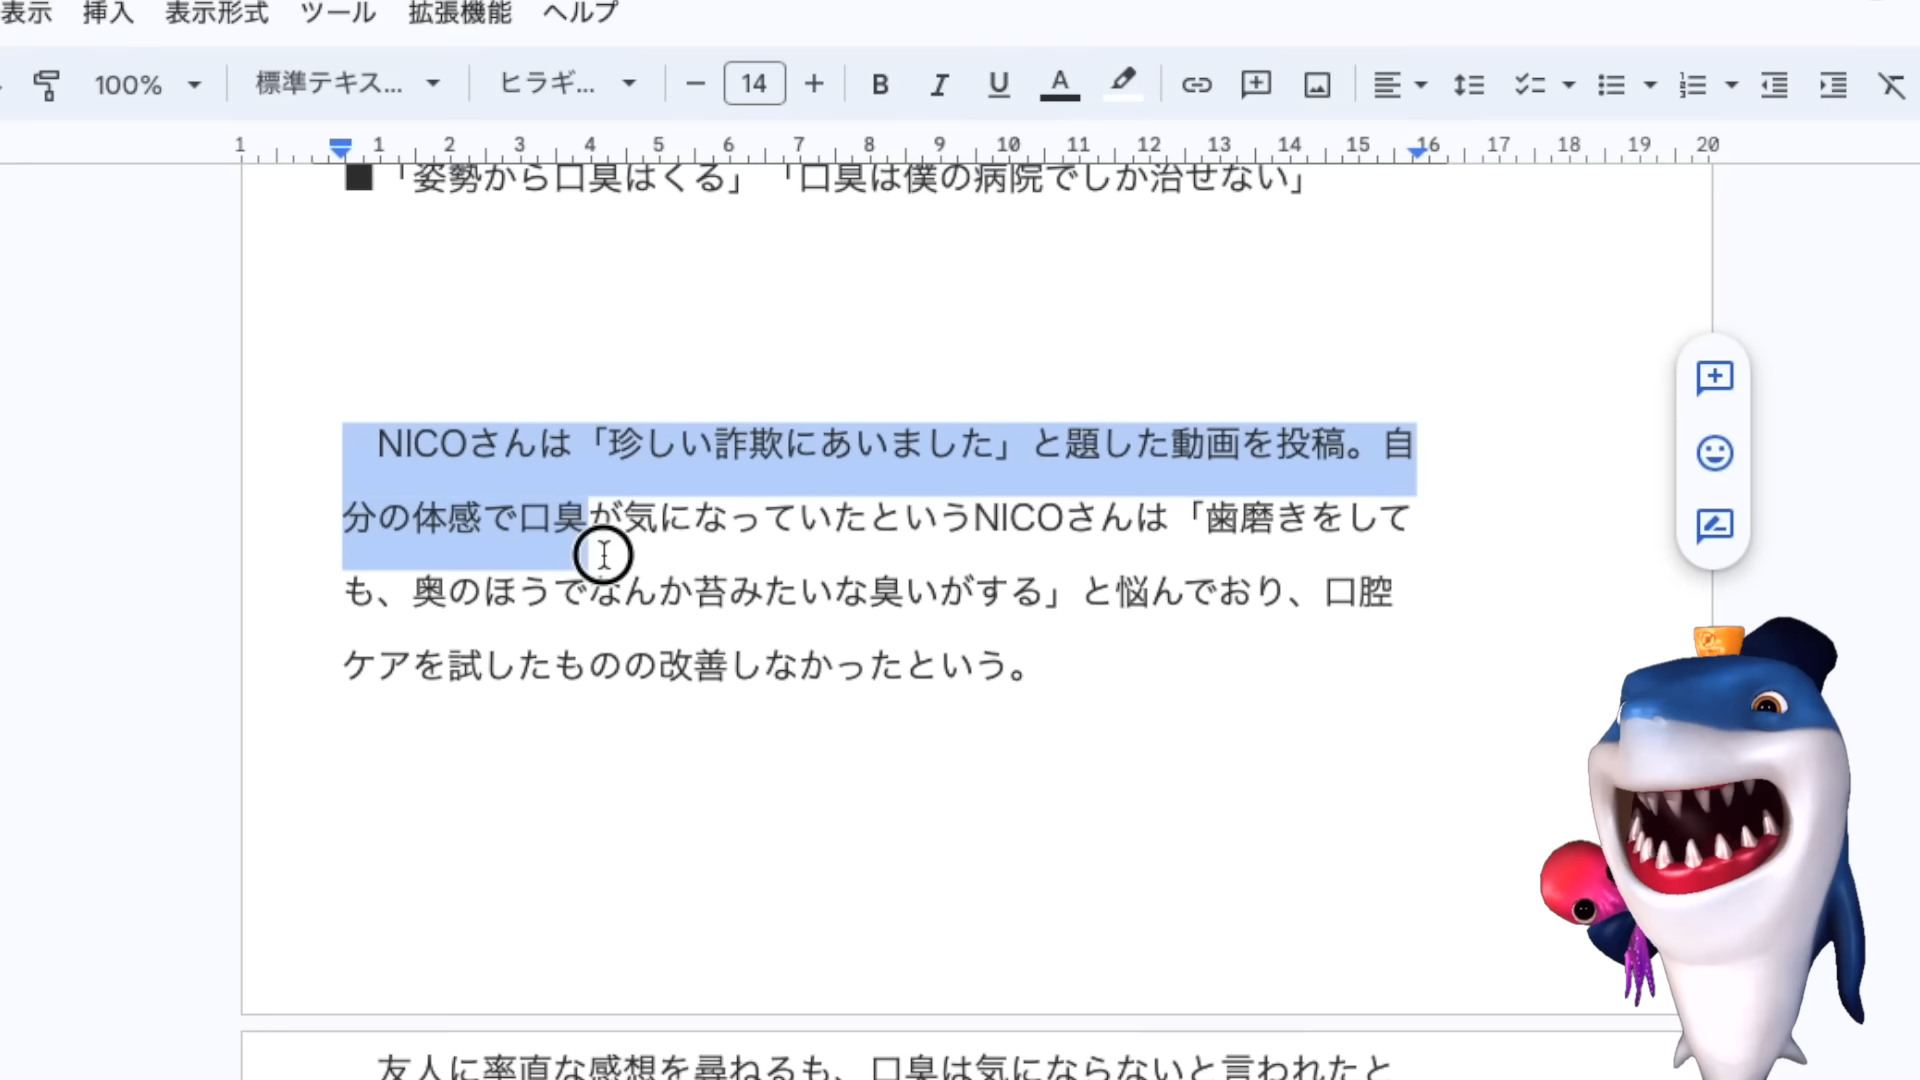 表示 挿入 表示形式 ツール 拡張機能 ヘルプ
100% 標準テキス... ヒラギ... − 14 + B I U A
1 1 2 3 4 5 6 7 8 9 10 11 12 13 14 15 16 17 18 19 20
■「姿勢から口臭はくる」「口臭は僕の病院でしか治せない」
NICOさんは「珍しい詐欺にあいました」と題した動画を投稿。自
分の体感で口臭が気になっていたというNICOさんは「歯磨きをして
も、奥のほうでなんか苔みたいな臭いがする」と悩んでおり、口腔
ケアを試したものの改善しなかったという。
友人に率直な感想を尋ねるも、口臭は気にならないと言われたと